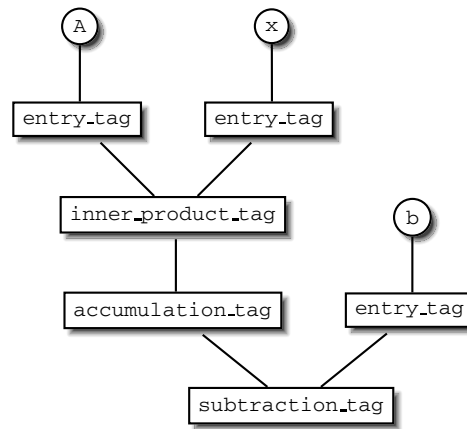 A
x
entry_tag
entry_tag
inner_product_tag
b
accumulation_tag
entry_tag
subtraction_tag